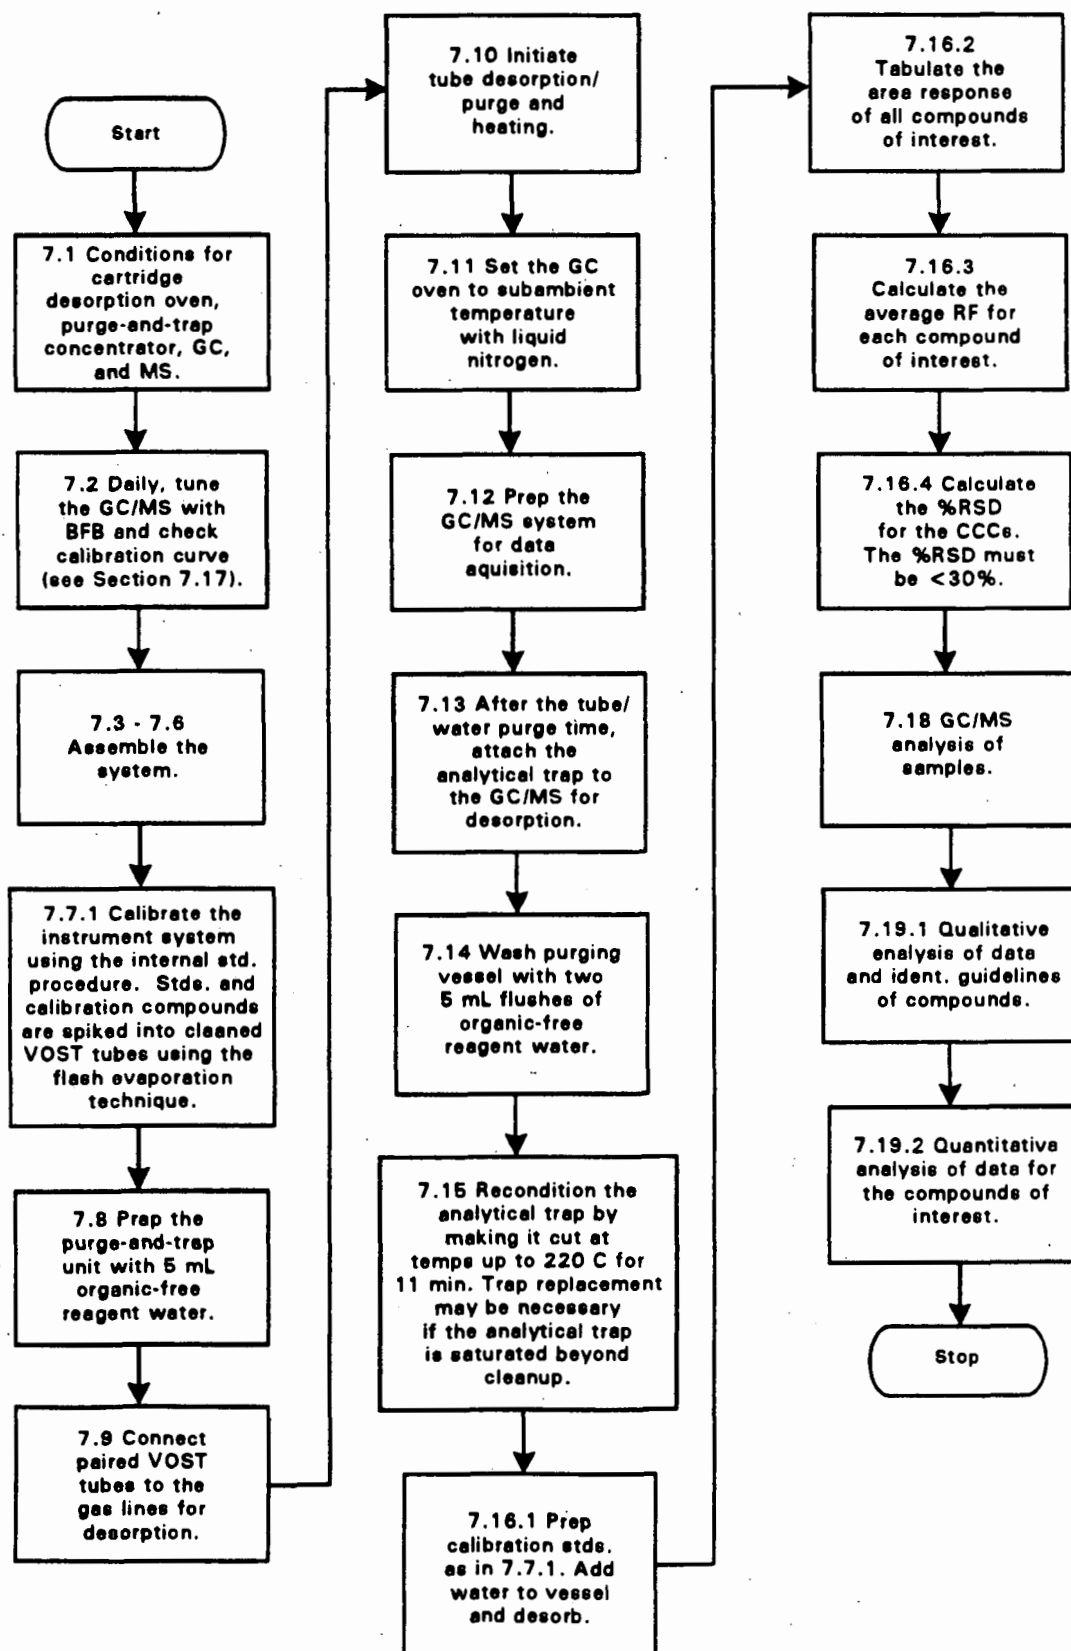 Start
7.1 Conditions for
cartridge
desorption oven,
purge-and-trap
concentrator, GC,
and MS.
7.2 Daily, tune
the GC/MS with
BFB and check
calibration curve
(see Section 7.17).
7.3 - 7.6
Assemble the
system.
7.7.1 Calibrate the
instrument system
using the internal std.
procedure. Stds. and
calibration compounds
are spiked into cleaned
VOST tubes using the
flash evaporation
technique.
7.8 Prep the
purge-and-trap
unit with 5 mL
organic-free
reagent water.
7.9 Connect
paired VOST
tubes to the
gas lines for
desorption.
7.10 Initiate
tube desorption/
purge and
heating.
7.11 Set the GC
oven to subambient
temperature
with liquid
nitrogen.
7.12 Prep the
GC/MS system
for data
aquisition.
7.13 After the tube/
water purge time,
attach the
analytical trap to
the GC/MS for
desorption.
7.14 Wash purging
vessel with two
5 mL flushes of
organic-free
reagent water.
7.15 Recondition the
analytical trap by
making it cut at
temps up to 220 C for
11 min. Trap replacement
may be necessary
if the analytical trap
is saturated beyond
cleanup.
7.16.1 Prep
calibration stds.
as in 7.7.1. Add
water to vessel
and desorb.
7.16.2
Tabulate the
area response
of all compounds
of interest.
7.16.3
Calculate the
average RF for
each compound
of interest.
7.16.4 Calculate
the %RSD
for the CCCs.
The %RSD must
be <30%.
7.18 GC/MS
analysis of
samples.
7.19.1 Qualitative
enalysis of data
and ident. guidelines
of compounds.
7.19.2 Quantitative
analysis of data for
the compounds of
interest.
Stop